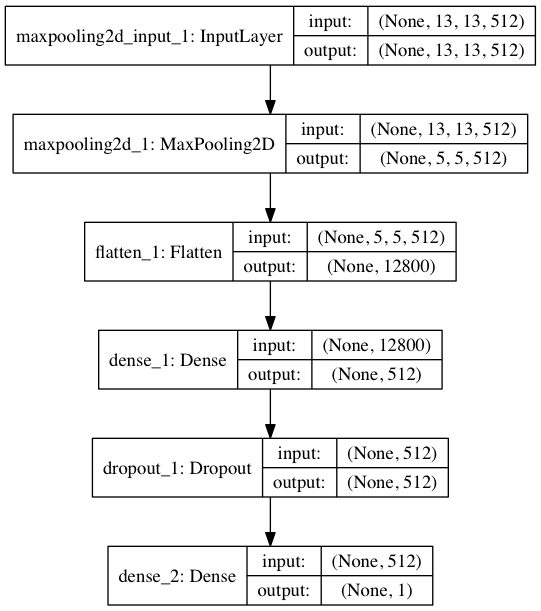 maxpooling2d_input_1: InputLayer
input: (None, 13, 13, 512)
output: (None, 13, 13, 512)
maxpooling2d_1: MaxPooling2D
input: (None, 13, 13, 512)
output: (None, 5, 5, 512)
flatten_1: Flatten
input: (None, 5, 5, 512)
output: (None, 12800)
dense_1: Dense
input: (None, 12800)
output: (None, 512)
dropout_1: Dropout
input: (None, 512)
output: (None, 512)
dense_2: Dense
input: (None, 512)
output: (None, 1)